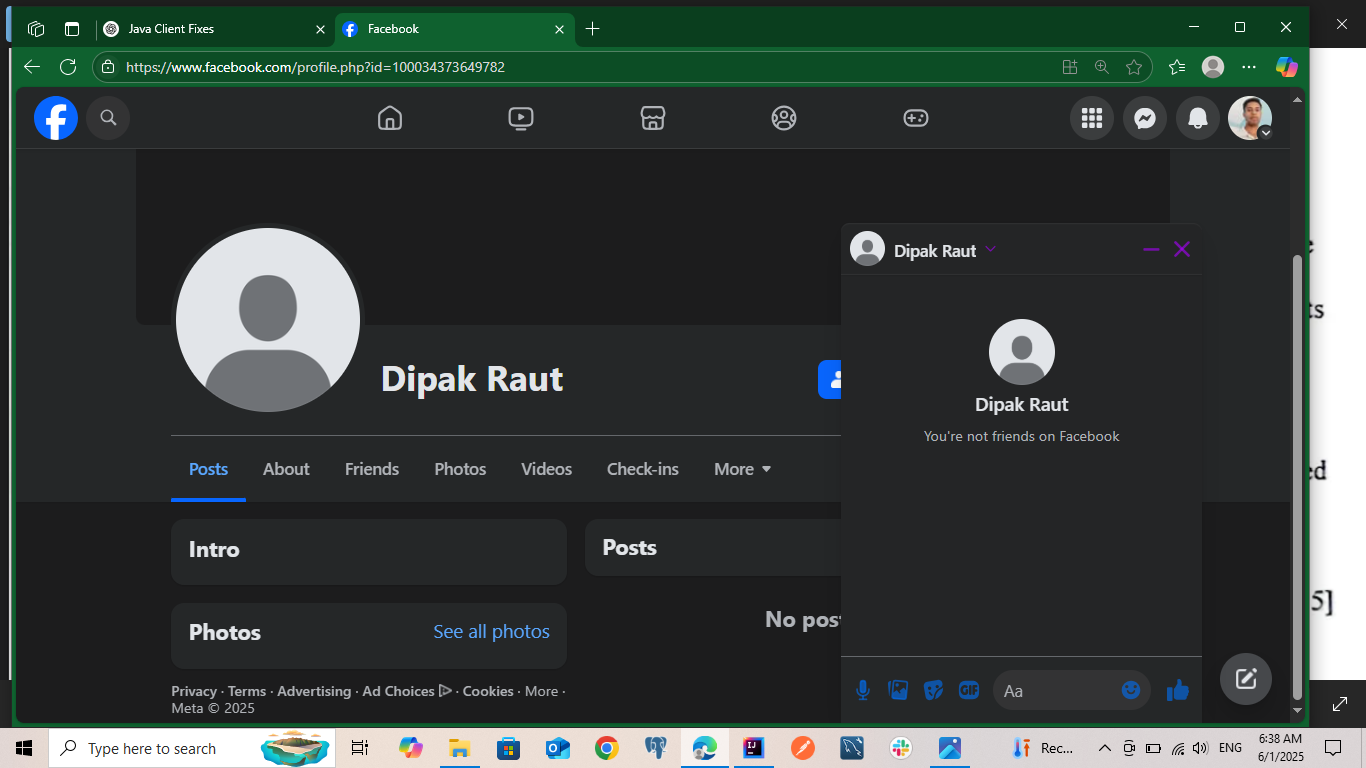 Java Client Fixes
Facebook
https://www.facebook.com/profile.php?id=100034373649782
Dipak Raut
Dipak Raut
Dipak Raut
You're not friends on Facebook
Posts About Friends Photos Videos Check-ins More
Intro
Posts
No
Photos See all photos
Privacy · Terms · Advertising · Ad Choices · Cookies · More ·
Meta © 2025
GIF
Aa
5]
Type here to search
Rec...
ENG
6:38 AM
6/1/2025